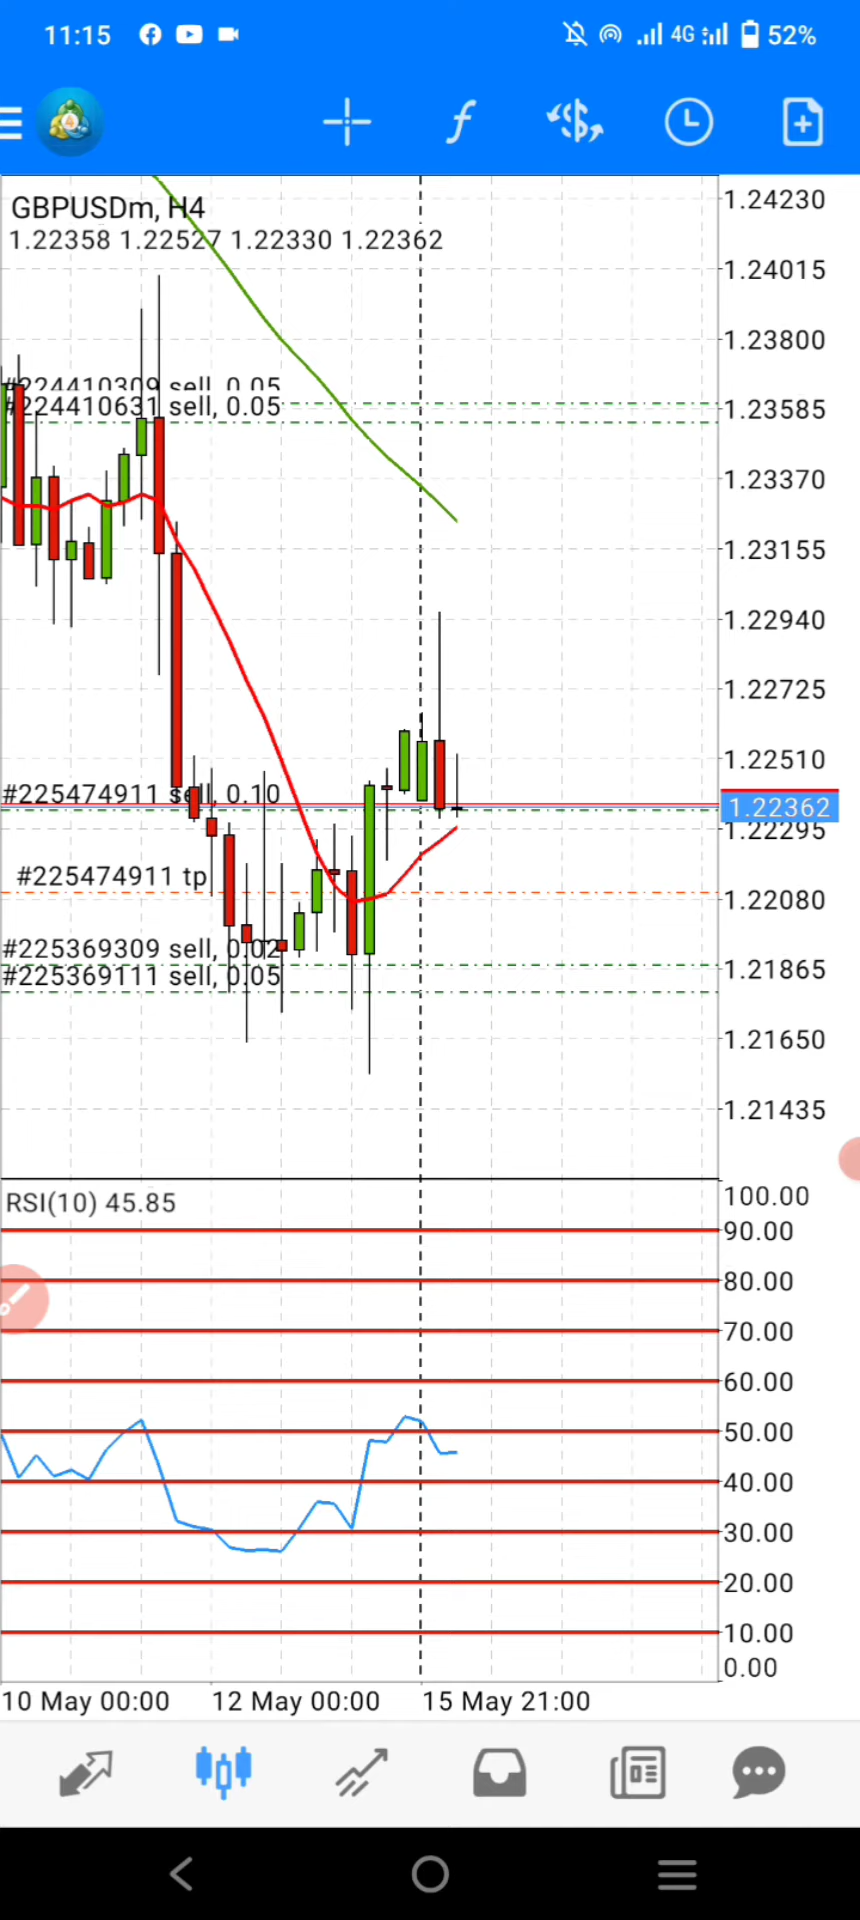 11:15
4G 52%
GBPUSDm, H4
1.22358 1.22527 1.22330 1.22362
1.24230
1.24015
1.23800
#224410309 sell, 0.05
#224410631 sell, 0.05
1.23585
1.23370
1.23155
1.22940
1.22725
1.22510
#225474911 sell, 0.10
1.22362
1.22295
#225474911 tp
1.22080
#225369309 sell, 0.02
1.21865
#225369111 sell, 0.05
1.21650
1.21435
RSI(10) 45.85
100.00
90.00
80.00
70.00
60.00
50.00
40.00
30.00
20.00
10.00
0.00
10 May 00:00 12 May 00:00 15 May 21:00